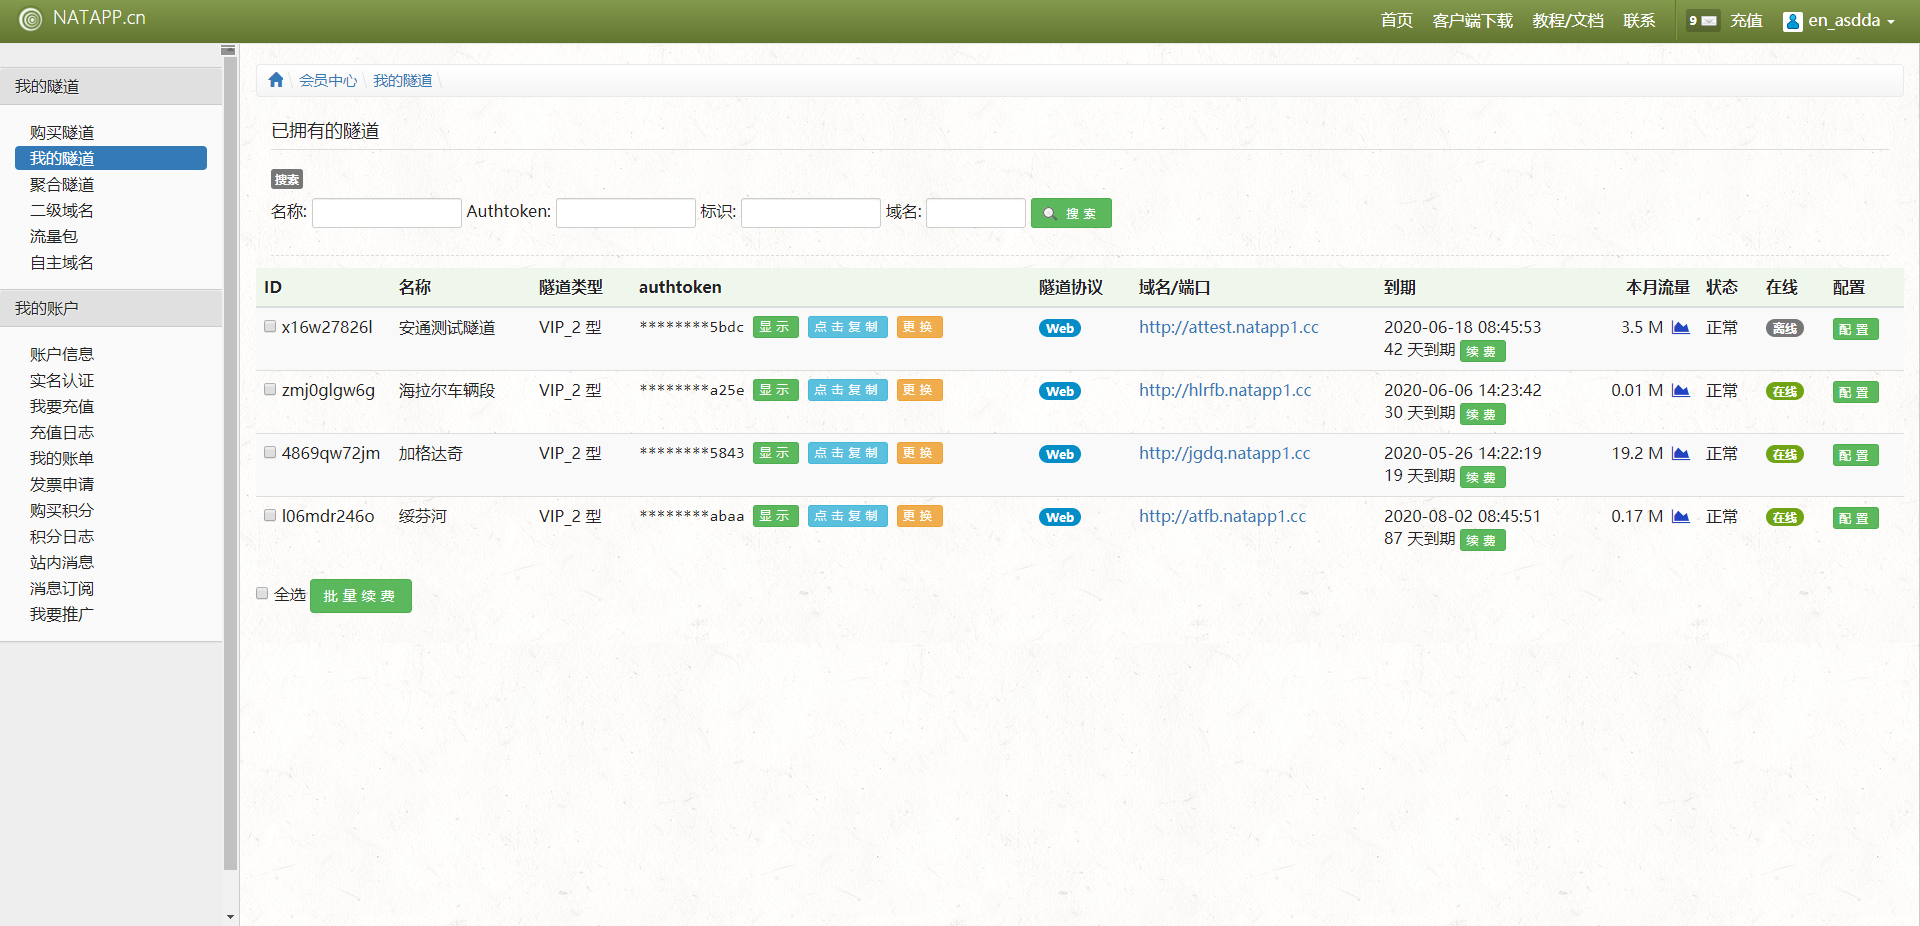 NATAPP.cn
首页 客户端下载 教程/文档 联系 9 充值 en_asdda
我的隧道
购买隧道
我的隧道
聚合隧道
二级域名
流量包
自主域名
我的账户
账户信息
实名认证
我要充值
充值日志
我的账单
发票申请
购买积分
积分日志
站内消息
消息订阅
我要推广
会员中心 \ 我的隧道 \
已拥有的隧道
搜索
名称: Authtoken: 标识: 域名: 搜索
ID 名称 隧道类型 authtoken 隧道协议 域名/端口 到期 本月流量 状态 在线 配置
x16w27826l 安通测试隧道 VIP_2 型 ********5bdc 显示 点击复制 更换 Web http://attest.natapp1.cc 2020-06-18 08:45:53 3.5 M 正常 离线 配置
42 天到期 续费
zmj0glgw6g 海拉尔车辆段 VIP_2 型 ********a25e 显示 点击复制 更换 Web http://hlrfb.natapp1.cc 2020-06-06 14:23:42 0.01 M 正常 在线 配置
30 天到期 续费
4869qw72jm 加格达奇 VIP_2 型 ********5843 显示 点击复制 更换 Web http://jgdq.natapp1.cc 2020-05-26 14:22:19 19.2 M 正常 在线 配置
19 天到期 续费
l06mdr246o 绥芬河 VIP_2 型 ********abaa 显示 点击复制 更换 Web http://atfb.natapp1.cc 2020-08-02 08:45:51 0.17 M 正常 在线 配置
87 天到期 续费
全选 批量续费